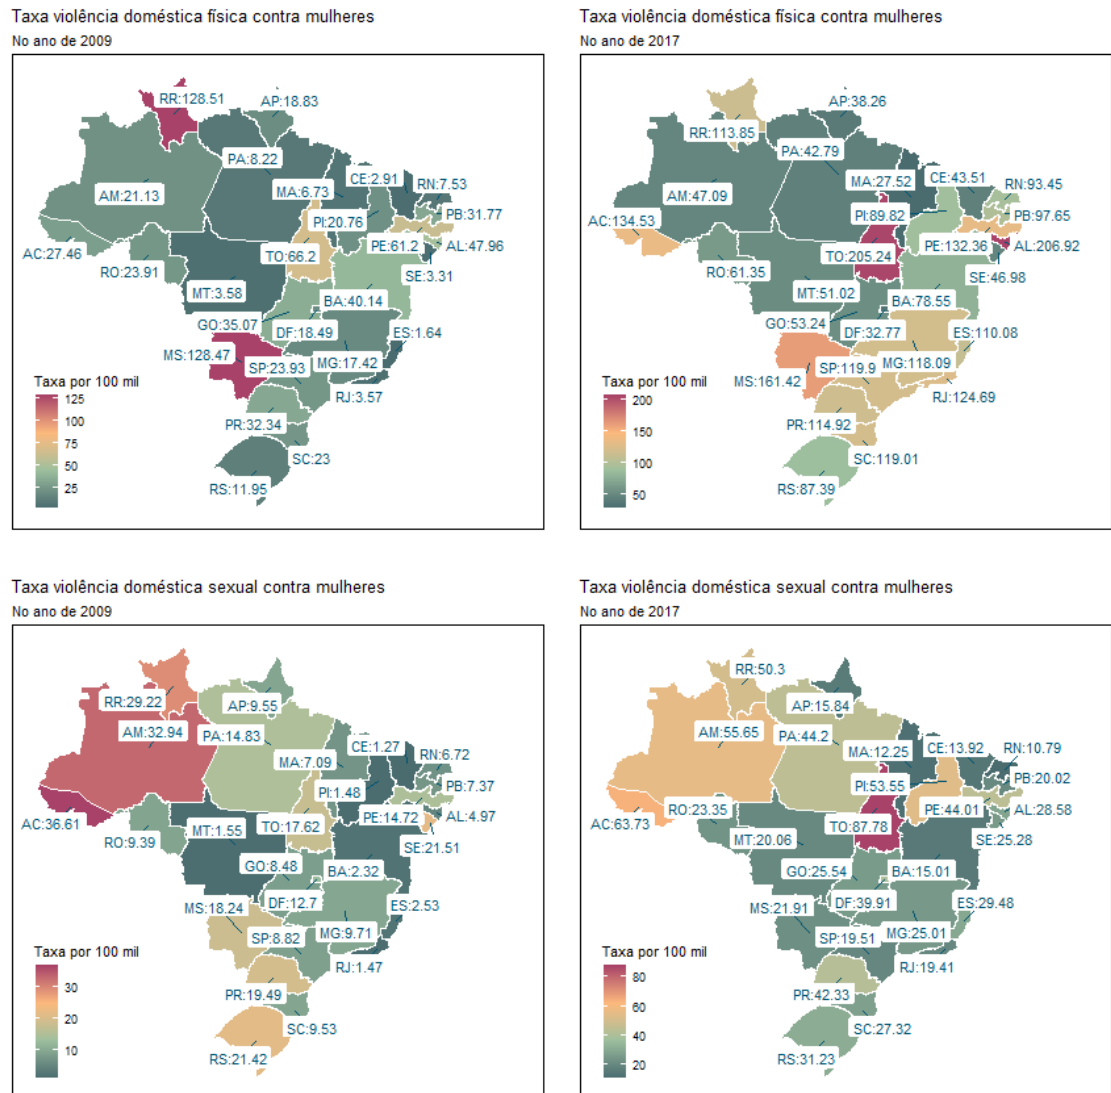 Taxa violência doméstica física contra mulheres
No ano de 2009
RR:128.51
AP:18.83
PA:8.22
CE:2.91
RN:7.53
AM:21.13
MA:6.73
PI:20.76
PB:31.77
AC:27.46
PE:61.2
AL:47.96
RO:23.91
TO:66.2
SE:3.31
MT:3.58
BA:40.14
GO:35.07
DF:18.49
ES:1.64
MS:128.47
SP:23.93
MG:17.42
RJ:3.57
PR:32.34
SC:23
RS:11.95
Taxa por 100 mil
125
100
75
50
25
Taxa violência doméstica física contra mulheres
No ano de 2017
AP:38.26
RR:113.85
PA:42.79
CE:43.51
RN:93.45
MA:27.52
AM:47.09
PI:89.82
PB:97.65
AC:134.53
PE:132.36
AL:206.92
TO:205.24
RO:61.35
SE:46.98
MT:51.02
BA:78.55
GO:53.24
DF:32.77
ES:110.08
MS:161.42
SP:119.9
MG:118.09
RJ:124.69
PR:114.92
SC:119.01
RS:87.39
Taxa por 100 mil
200
150
100
50
Taxa violência doméstica sexual contra mulheres
No ano de 2009
RR:29.22
AP:9.55
AM:32.94
PA:14.83
CE:1.27
RN:6.72
MA:7.09
PI:1.48
PB:7.37
AC:36.61
PE:14.72
AL:4.97
MT:1.55
TO:17.62
RO:9.39
SE:21.51
GO:8.48
BA:2.32
MS:18.24
DF:12.7
ES:2.53
SP:8.82
MG:9.71
RJ:1.47
PR:19.49
SC:9.53
RS:21.42
Taxa por 100 mil
30
20
10
Taxa violência doméstica sexual contra mulheres
No ano de 2017
RR:50.3
AP:15.84
AM:55.65
PA:44.2
MA:12.25
CE:13.92
RN:10.79
PI:53.55
PB:20.02
RO:23.35
PE:44.01
AL:28.58
AC:63.73
TO:87.78
MT:20.06
SE:25.28
GO:25.54
BA:15.01
MS:21.91
DF:39.91
ES:29.48
SP:19.51
MG:25.01
RJ:19.41
PR:42.33
SC:27.32
RS:31.23
Taxa por 100 mil
80
60
40
20